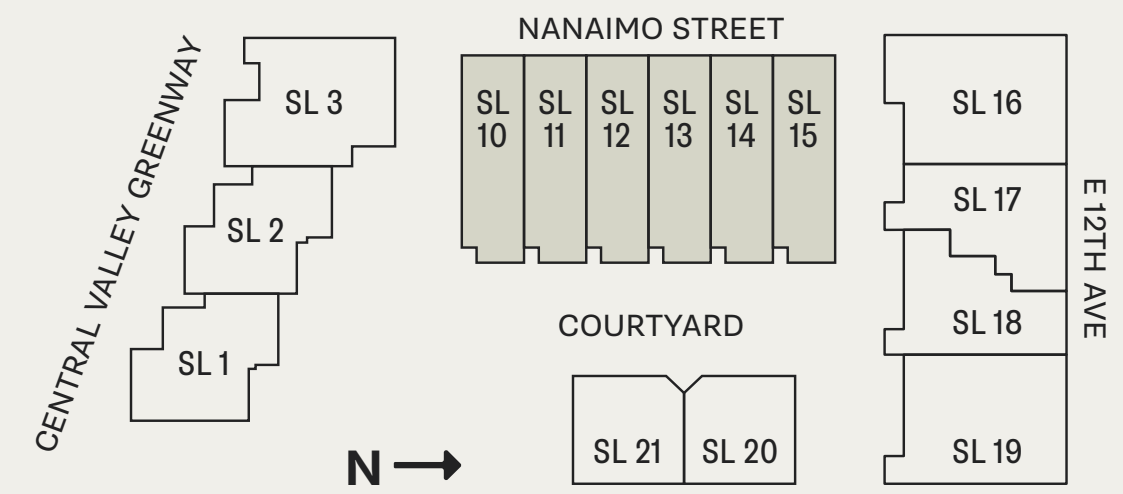 NANAIMO STREET
CENTRAL VALLEY GREENWAY
SL 3
SL 2
SL 1
SL
10
SL
11
SL
12
SL
13
SL
14
SL
15
SL 16
SL 17
SL 18
SL 19
E 12TH AVE
COURTYARD
SL 21
SL 20
N